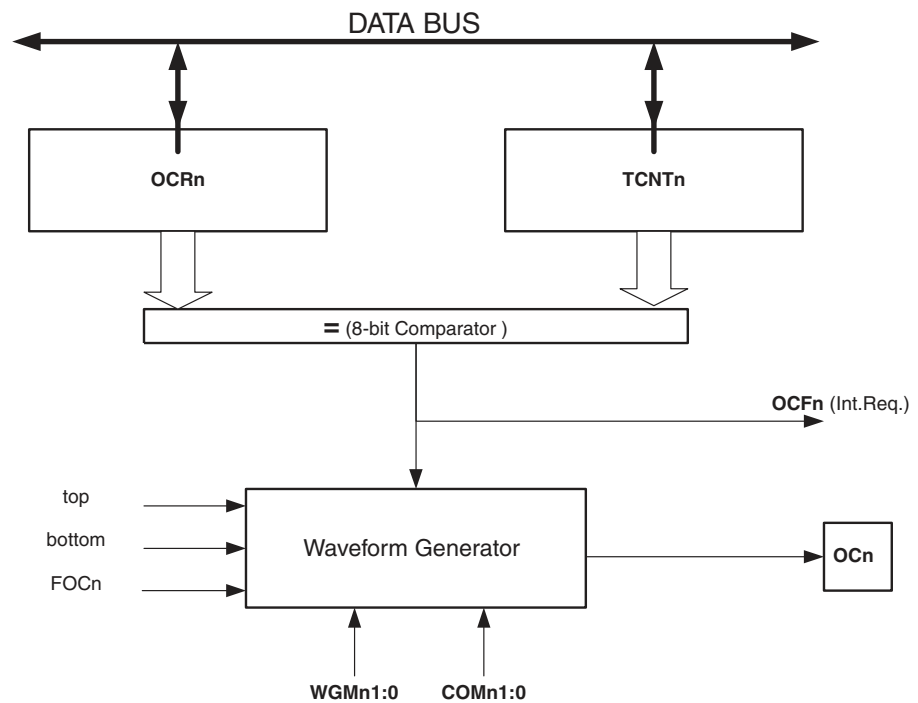 DATA BUS
OCRn
TCNTn
= (8-bit Comparator )
OCFn (Int.Req.)
top
bottom
FOCn
Waveform Generator
OCn
WGMn1:0
COMn1:0